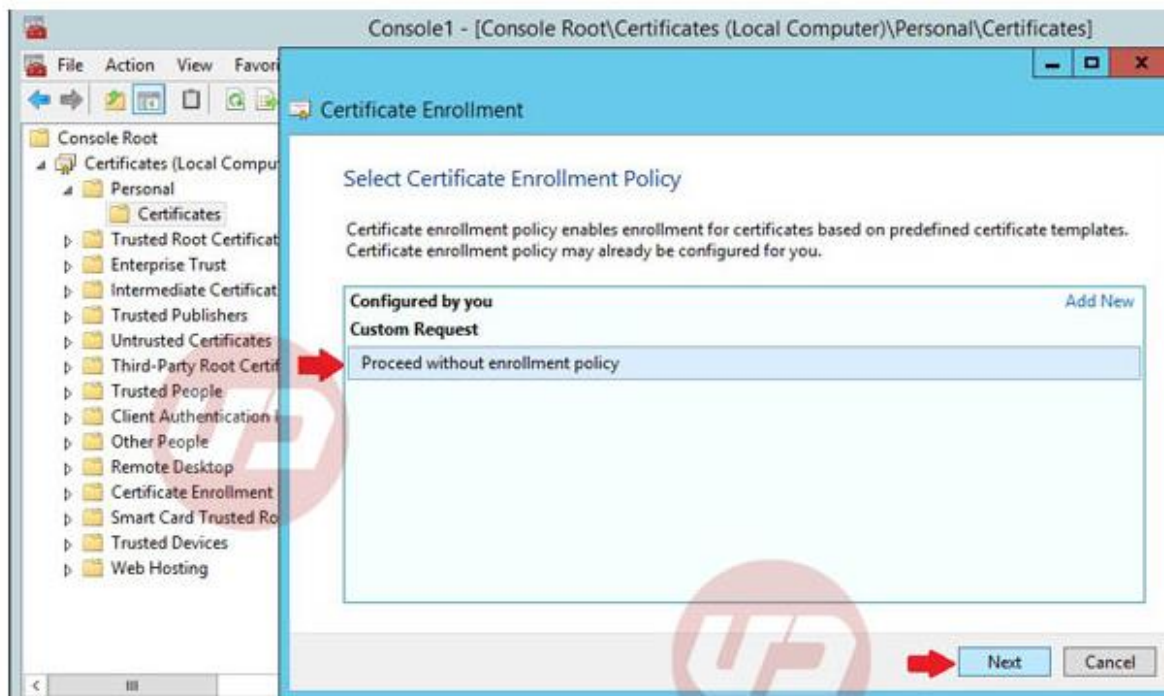 Console1 - [Console Root\Certificates (Local Computer)\Personal\Certificates]
File Action View Favori
Certificate Enrollment
Console Root
Certificates (Local Compu
Personal
Certificates
Trusted Root Certificat
Enterprise Trust
Intermediate Certificat
Trusted Publishers
Untrusted Certificates
Third-Party Root Certif
Trusted People
Client Authentication I
Other People
Remote Desktop
Certificate Enrollment
Smart Card Trusted Ro
Trusted Devices
Web Hosting
Select Certificate Enrollment Policy
Certificate enrollment policy enables enrollment for certificates based on predefined certificate templates.
Certificate enrollment policy may already be configured for you.
Configured by you Add New
Custom Request
Proceed without enrollment policy
Next Cancel